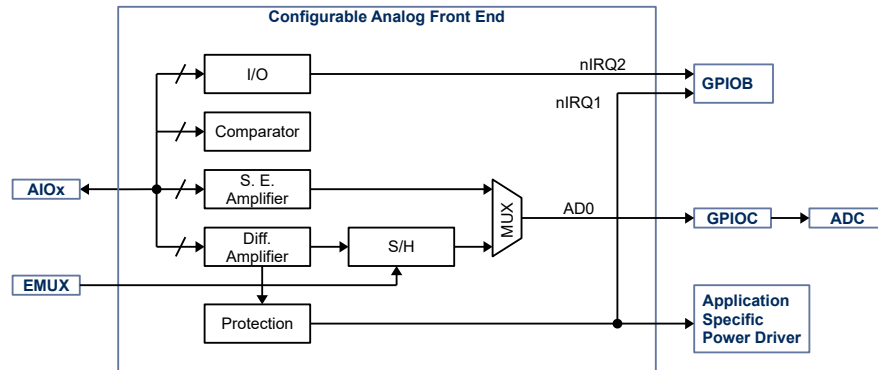 Configurable Analog Front End
I/O
nIRQ2
GPIOB
nIRQ1
Comparator
AIOx
S. E.
Amplifier
MUX
AD0
GPIOC
ADC
Diff.
Amplifier
S/H
EMUX
Protection
Application
Specific
Power Driver